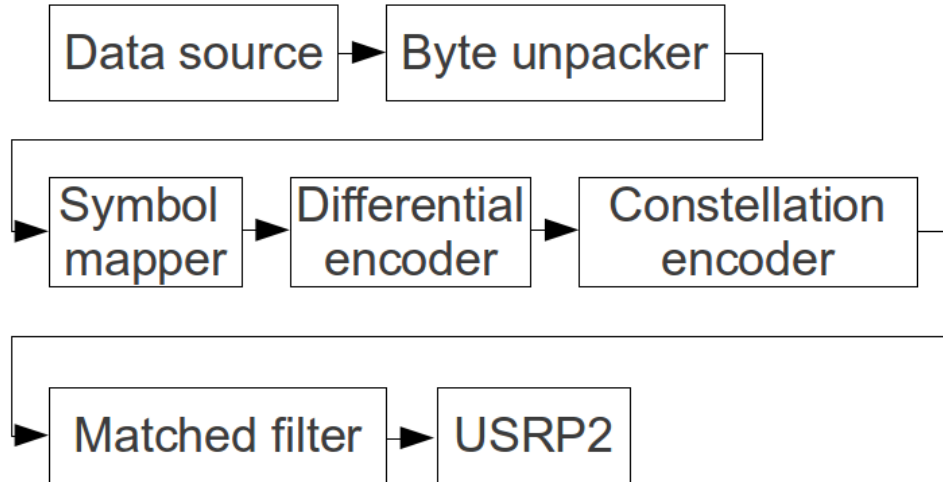 Data source
Byte unpacker
Symbol
mapper
Differential
encoder
Constellation
encoder
Matched filter
USRP2